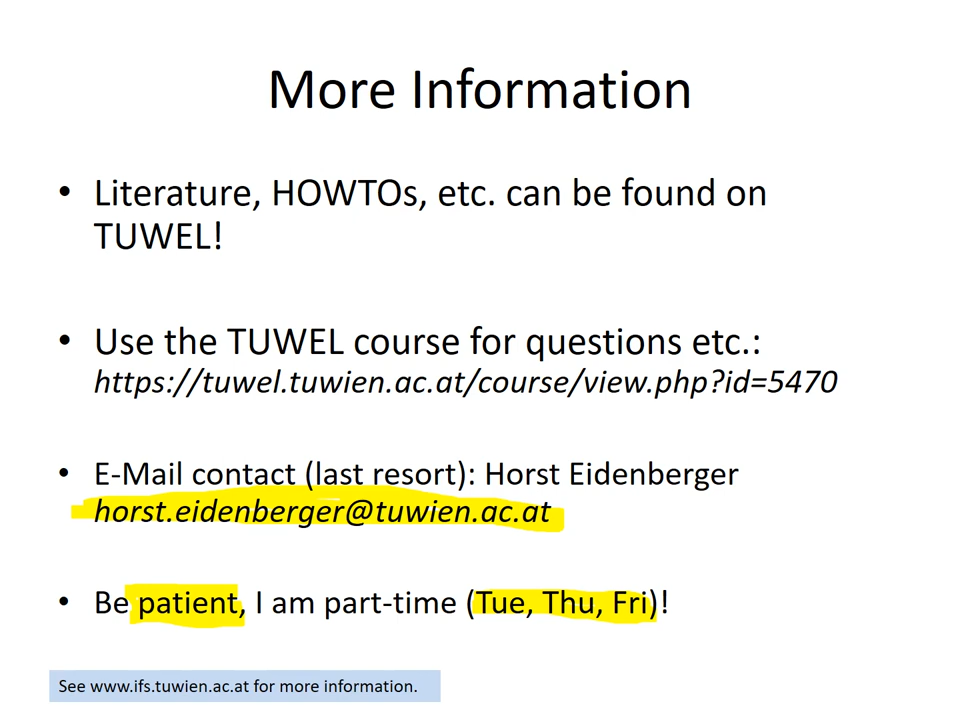 More Information
• Literature, HOWTOs, etc. can be found on
TUWEL!
• Use the TUWEL course for questions etc.:
https://tuwel.tuwien.ac.at/course/view.php?id=5470
• E-Mail contact (last resort): Horst Eidenberger
horst.eidenberger@tuwien.ac.at
• Be patient, I am part-time (Tue, Thu, Fri)!
See www.ifs.tuwien.ac.at for more information.